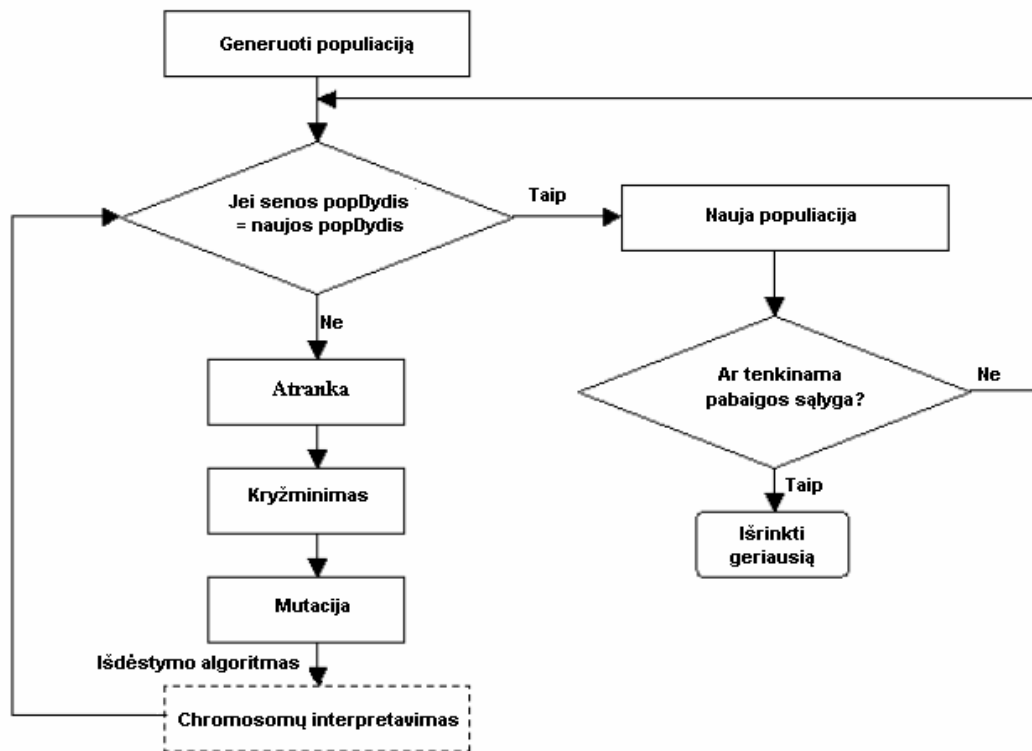 Generuoti populiaciją
Jei senos popDydis
= naujos popDydis
Taip
Nauja populiacija
Ne
Atranka
Ar tenkinama
pabaigos sąlyga?
Ne
Kryžminimas
Taip
Išrinkti
geriausią
Mutacija
Išdėstymo algoritmas
Chromosomų interpretavimas